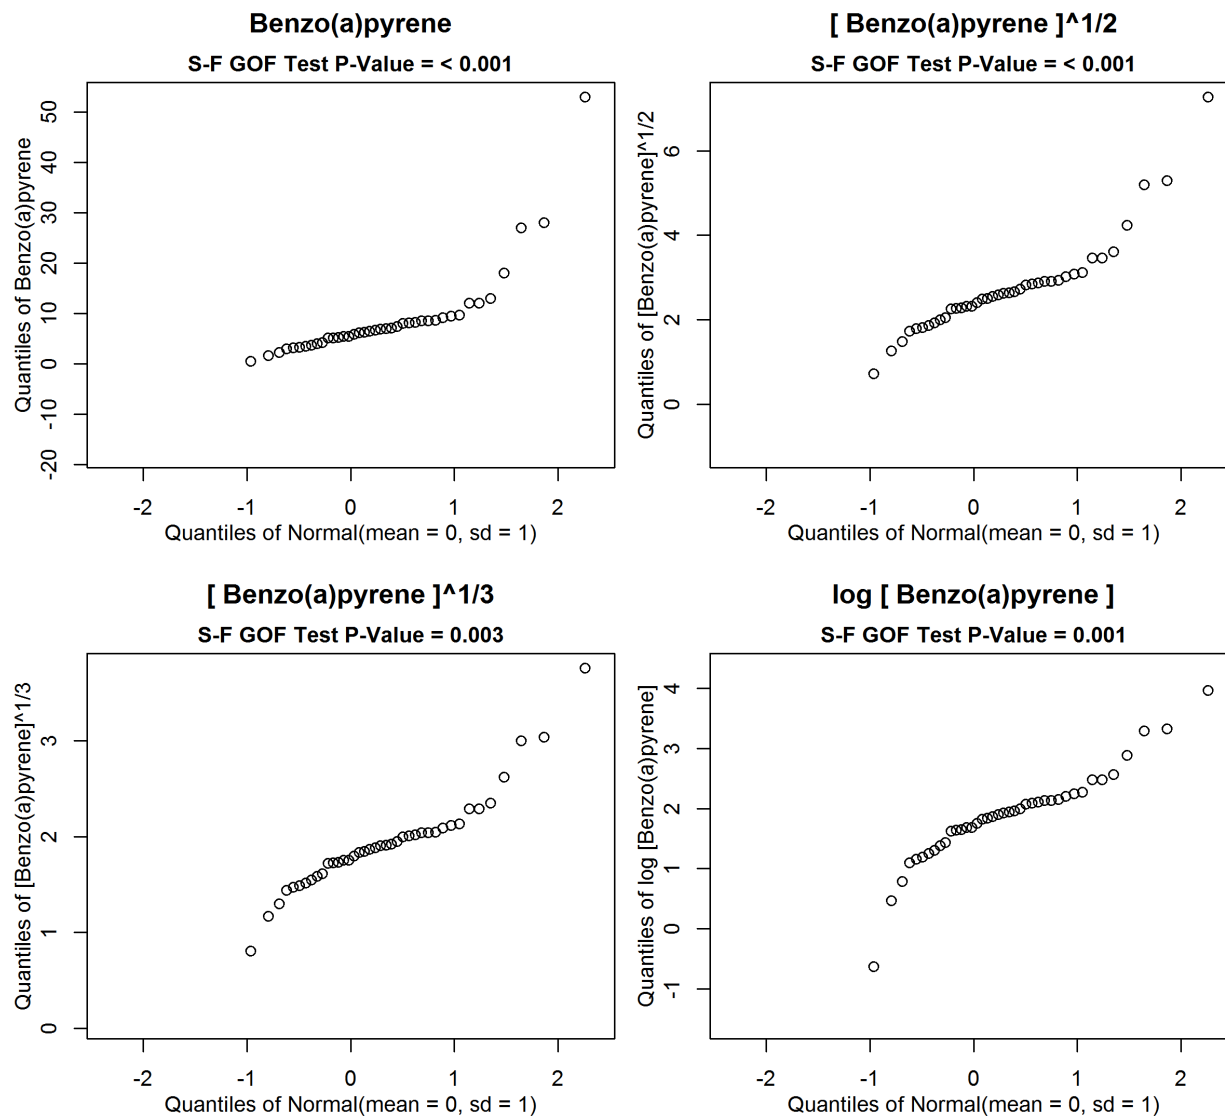 Benzo(a)pyrene
S-F GOF Test P-Value = < 0.001
Quantiles of Benzo(a)pyrene
50
40
30
20
10
0
-10
-20
-2 -1 0 1 2
Quantiles of Normal(mean = 0, sd = 1)
[ Benzo(a)pyrene ]^1/2
S-F GOF Test P-Value = < 0.001
Quantiles of [Benzo(a)pyrene]^1/2
6
4
2
0
-2 -1 0 1 2
Quantiles of Normal(mean = 0, sd = 1)
[ Benzo(a)pyrene ]^1/3
S-F GOF Test P-Value = 0.003
Quantiles of [Benzo(a)pyrene]^1/3
3
2
1
0
-2 -1 0 1 2
Quantiles of Normal(mean = 0, sd = 1)
log [ Benzo(a)pyrene ]
S-F GOF Test P-Value = 0.001
Quantiles of log [Benzo(a)pyrene]
4
3
2
1
0
-1
-2 -1 0 1 2
Quantiles of Normal(mean = 0, sd = 1)